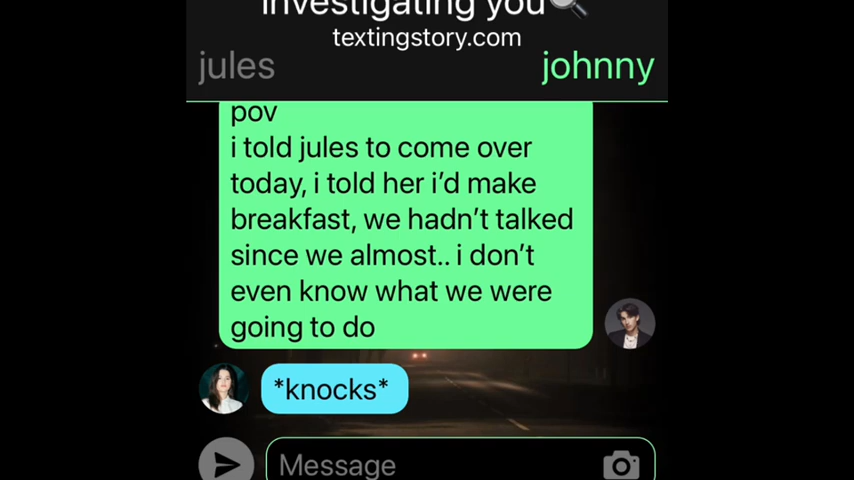 investigating you🔍
textingstory.com
jules
johnny
pov
i told jules to come over
today, i told her i’d make
breakfast, we hadn’t talked
since we almost.. i don’t
even know what we were
going to do
*knocks*
Message